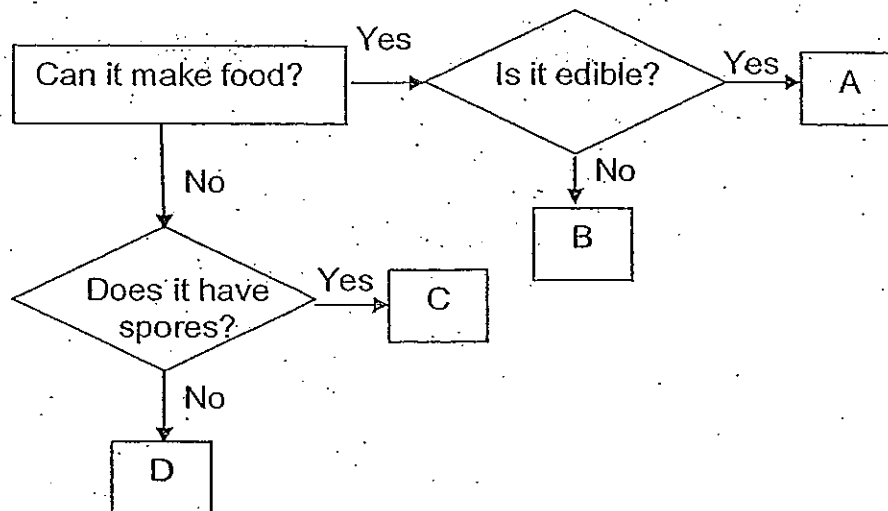 Can it make food?
Yes
Is it edible?
Yes
A
No
B
No
Does it have
spores?
Yes
C
No
D